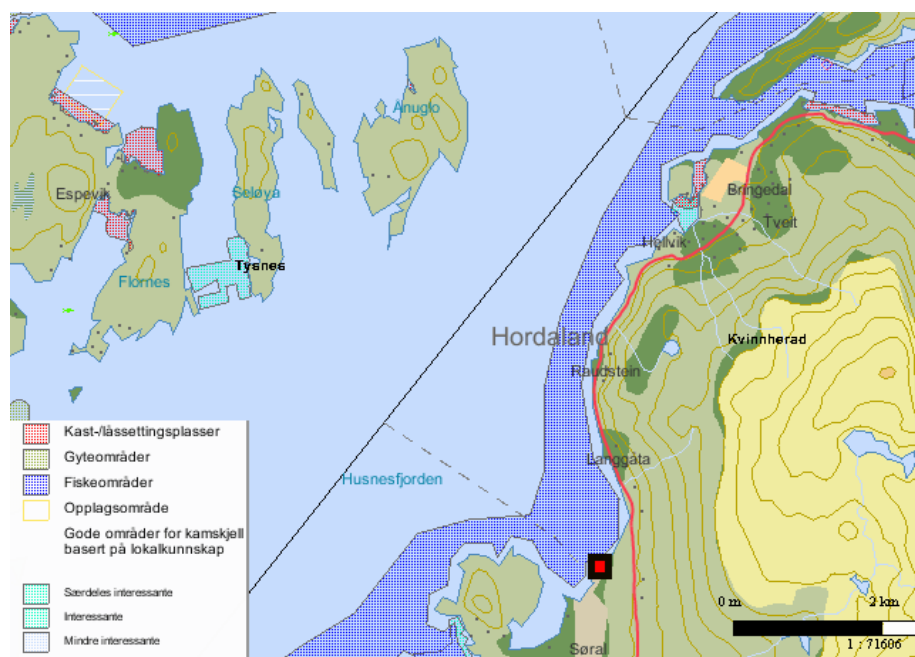 Anuglo
Espevik
Seløya
Bringedal
Tveit
Hellvik
Tysnes
Flornes
Hordaland
Kvinnherad
Raudstein
Langgåta
Husnesfjorden
Kast-/låssettingsplasser
Gyteområder
Fiskeområder
Opplagsområde
Gode områder for kamskjell
basert på lokalkunnskap
Særdeles interessante
Interessante
Mindre interessante
0 m 2 km
1 : 71606
Søral